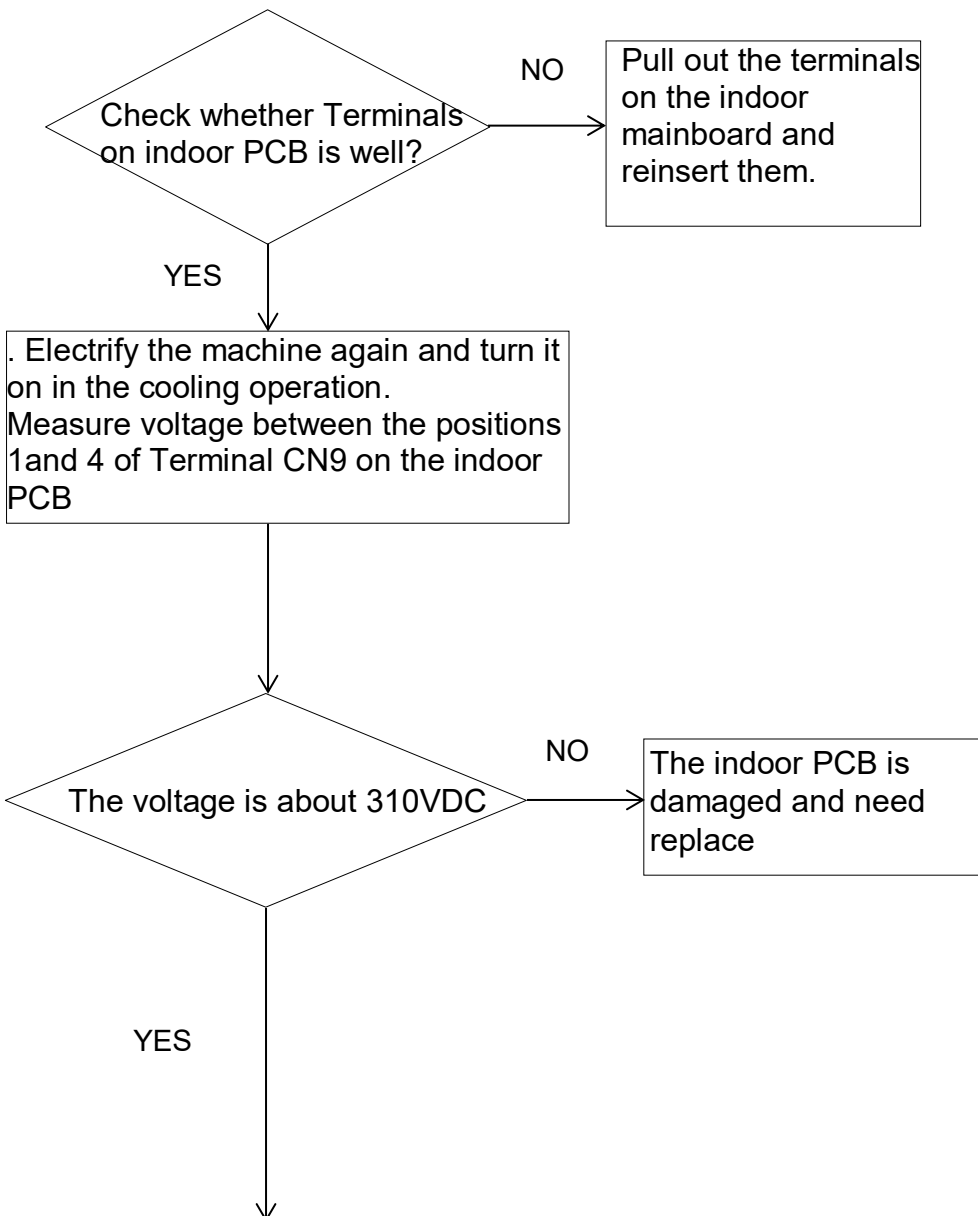 NO
Pull out the terminals
on the indoor
mainboard and
reinsert them.
Check whether Terminals
on indoor PCB is well?
YES
. Electrify the machine again and turn it
on in the cooling operation.
Measure voltage between the positions
1and 4 of Terminal CN9 on the indoor
PCB
NO
The indoor PCB is
damaged and need
replace
The voltage is about 310VDC
YES